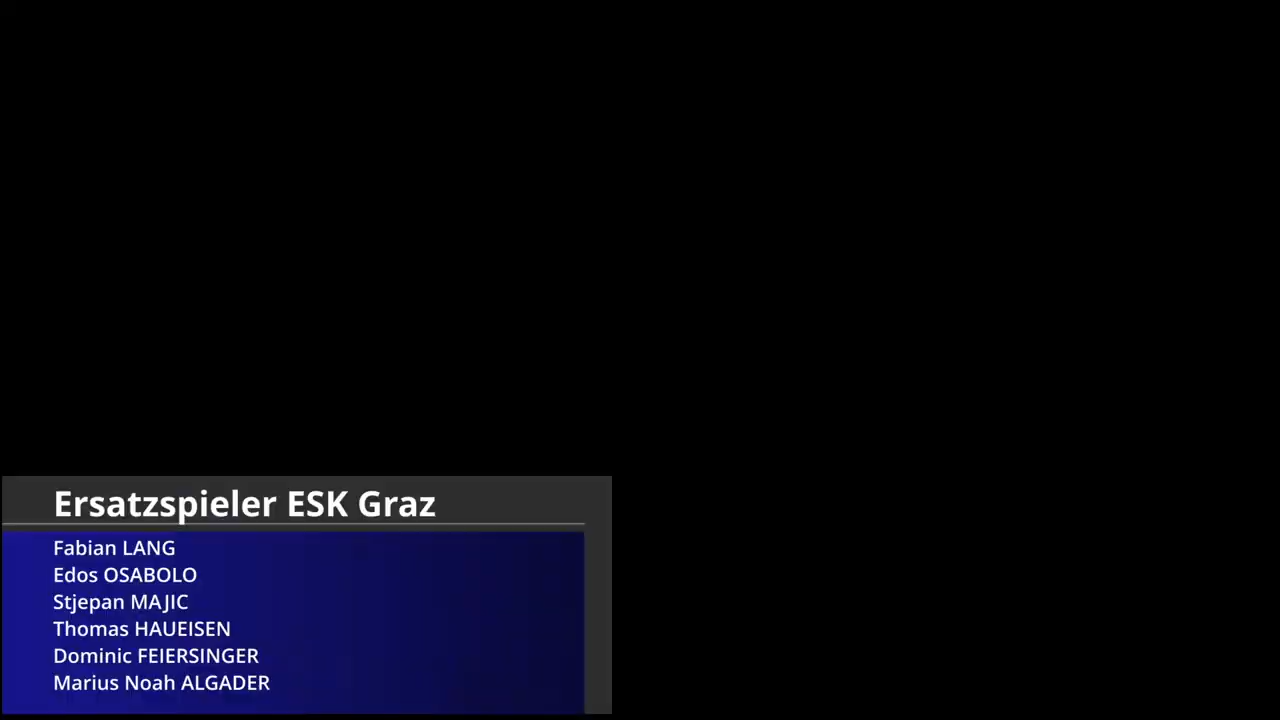 Ersatzspieler ESK Graz
Fabian LANG
Edos OSABOLO
Stjepan MAJIC
Thomas HAUEISEN
Dominic FEIERSINGER
Marius Noah ALGADER